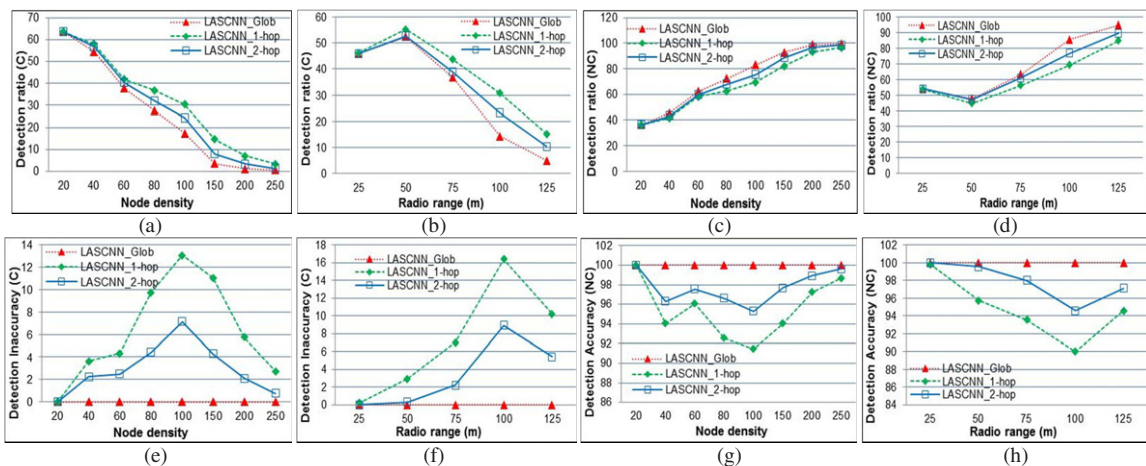 70
60
50
40
30
20
10
0
Detection ratio (C)
LASCNN_Glob
LASCNN_1-hop
LASCNN_2-hop
20 40 60 80 100 150 200 250
Node density
(a)
60
50
40
30
20
10
0
Detection ratio (C)
LASCNN_Glob
LASCNN_1-hop
LASCNN_2-hop
25 50 75 100 125
Radio range (m)
(b)
120
100
80
60
40
20
0
Detection ratio (NC)
LASCNN_Glob
LASCNN_1-hop
LASCNN_2-hop
20 40 60 80 100 150 200 250
Node density
(c)
100
90
80
70
60
50
40
30
20
10
0
Detection ratio (NC)
LASCNN_Glob
LASCNN_1-hop
LASCNN_2-hop
25 50 75 100 125
Radio range (m)
(d)
14
12
10
8
6
4
2
0
Detection Inaccuracy (C)
LASCNN_Glob
LASCNN_1-hop
LASCNN_2-hop
20 40 60 80 100 150 200 250
Node density
(e)
18
16
14
12
10
8
6
4
2
0
Detection Inaccuracy (C)
LASCNN_Glob
LASCNN_1-hop
LASCNN_2-hop
25 50 75 100 125
Radio range (m)
(f)
102
100
98
96
94
92
90
88
86
Detection Accuracy (NC)
LASCNN_Glob
LASCNN_1-hop
LASCNN_2-hop
20 40 60 80 100 150 200 250
Node density
(g)
102
100
98
96
94
92
90
88
86
84
Detection Accuracy (NC)
LASCNN_Glob
LASCNN_1-hop
LASCNN_2-hop
25 50 75 100 125
Radio range (m)
(h)